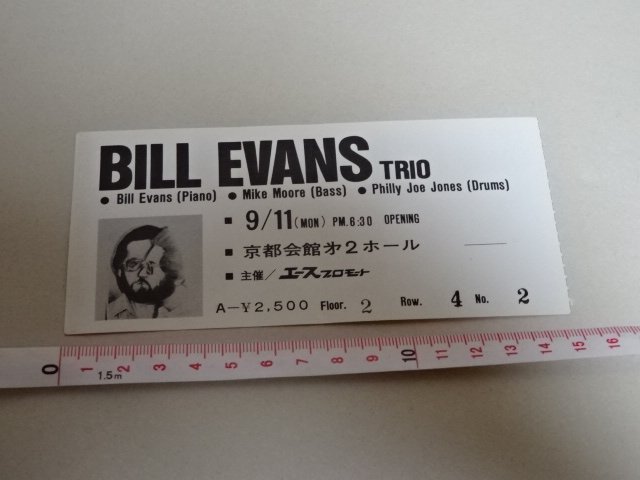 BILL EVANS TRIO
● Bill Evans (Piano) ● Mike Moore (Bass) ● Philly Joe Jones (Drums)
■ 9/11 (MON) PM. 6:30 OPENING
■ 京都会館㐧2ホール
■ 主催／エースプロモート
A－¥2,500 Floor. 2 Row. 4 No. 2
0 1 2 3 4 5 6 7 8 9 10 11 12 13 14 15 16
1.5m